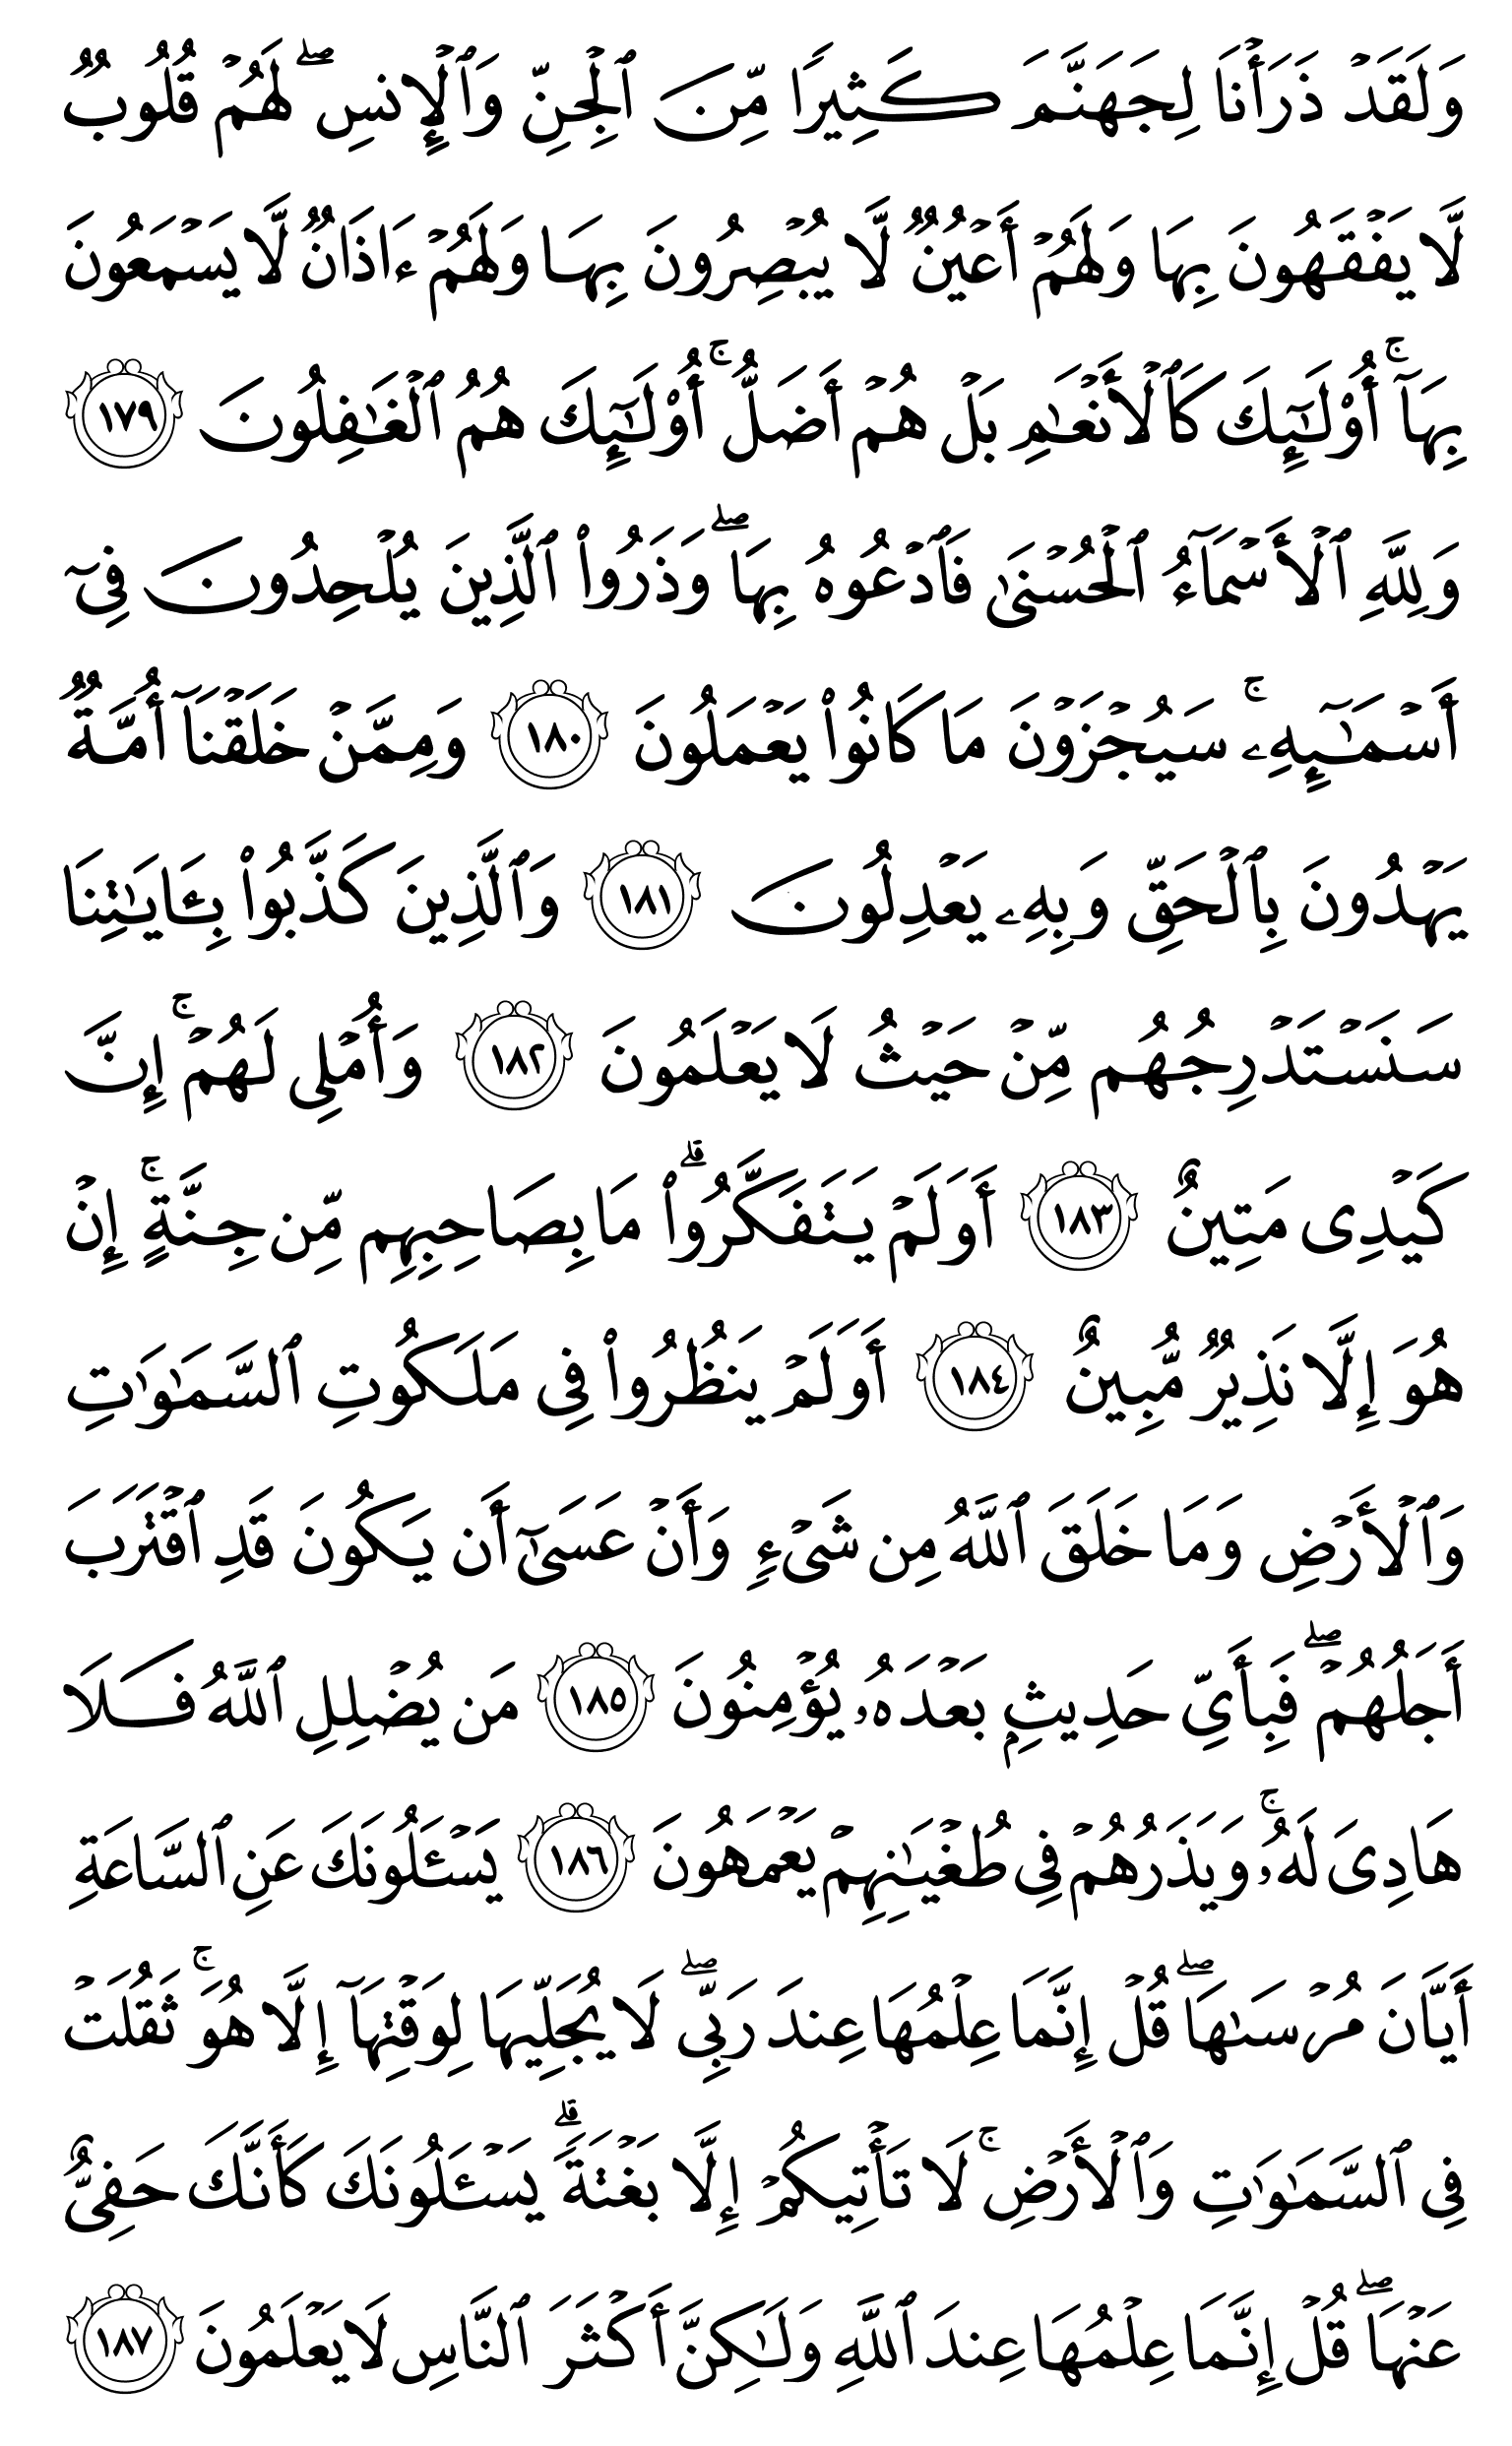 وَلَقَدْ ذَرَأْنَا لِجَهَنَّمَ كَثِيرًا مِّنَ ٱلْجِنِّ وَٱلْإِنسِ ۖ لَهُمْ قُلُوبٌ
لَّا يَفْقَهُونَ بِهَا وَلَهُمْ أَعْيُنٌ لَّا يُبْصِرُونَ بِهَا وَلَهُمْ ءَاذَانٌ لَّا يَسْمَعُونَ
بِهَآ ۚ أُو۟لَـٰٓئِكَ كَٱلْأَنْعَـٰمِ بَلْ هُمْ أَضَلُّ ۚ أُو۟لَـٰٓئِكَ هُمُ ٱلْغَـٰفِلُونَ ١٧٩
وَلِلَّهِ ٱلْأَسْمَآءُ ٱلْحُسْنَىٰ فَٱدْعُوهُ بِهَا ۖ وَذَرُوا۟ ٱلَّذِينَ يُلْحِدُونَ فِىٓ
أَسْمَـٰٓئِهِۦ ۚ سَيُجْزَوْنَ مَا كَانُوا۟ يَعْمَلُونَ ١٨٠ وَمِمَّنْ خَلَقْنَآ أُمَّةٌ
يَهْدُونَ بِٱلْحَقِّ وَبِهِۦ يَعْدِلُونَ ١٨١ وَٱلَّذِينَ كَذَّبُوا۟ بِـَٔايَـٰتِنَا
سَنَسْتَدْرِجُهُم مِّنْ حَيْثُ لَا يَعْلَمُونَ ١٨٢ وَأُمْلِى لَهُمْ ۚ إِنَّ
كَيْدِى مَتِينٌ ١٨٣ أَوَلَمْ يَتَفَكَّرُوا۟ ۗ مَا بِصَاحِبِهِم مِّن جِنَّةٍ ۚ إِنْ
هُوَ إِلَّا نَذِيرٌ مُّبِينٌ ١٨٤ أَوَلَمْ يَنظُرُوا۟ فِى مَلَكُوتِ ٱلسَّمَـٰوَٰتِ
وَٱلْأَرْضِ وَمَا خَلَقَ ٱللَّهُ مِن شَىْءٍ وَأَنْ عَسَىٰٓ أَن يَكُونَ قَدِ ٱقْتَرَبَ
أَجَلُهُمْ ۖ فَبِأَىِّ حَدِيثٍۭ بَعْدَهُۥ يُؤْمِنُونَ ١٨٥ مَن يُضْلِلِ ٱللَّهُ فَلَا
هَادِىَ لَهُۥ ۚ وَيَذَرُهُمْ فِى طُغْيَـٰنِهِمْ يَعْمَهُونَ ١٨٦ يَسْـَٔلُونَكَ عَنِ ٱلسَّاعَةِ
أَيَّانَ مُرْسَىٰهَا ۖ قُلْ إِنَّمَا عِلْمُهَا عِندَ رَبِّى ۖ لَا يُجَلِّيهَا لِوَقْتِهَآ إِلَّا هُوَ ۚ ثَقُلَتْ
فِى ٱلسَّمَـٰوَٰتِ وَٱلْأَرْضِ ۚ لَا تَأْتِيكُمْ إِلَّا بَغْتَةً ۗ يَسْـَٔلُونَكَ كَأَنَّكَ حَفِىٌّ
عَنْهَا ۖ قُلْ إِنَّمَا عِلْمُهَا عِندَ ٱللَّهِ وَلَـٰكِنَّ أَكْثَرَ ٱلنَّاسِ لَا يَعْلَمُونَ ١٨٧